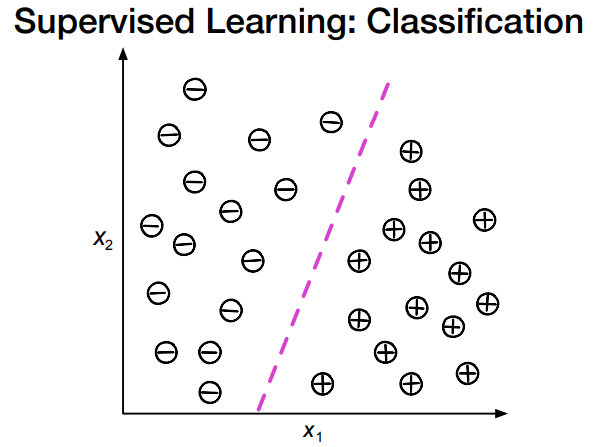 Supervised Learning: Classification
x₂
x₁